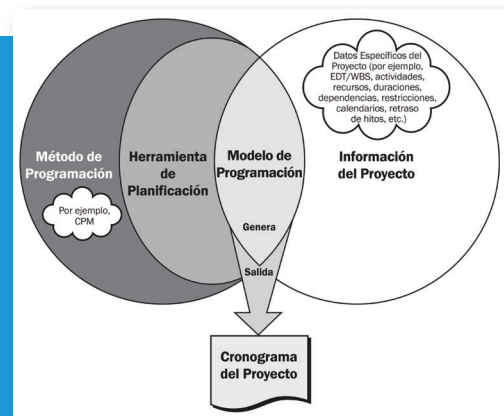 Datos Específicos del
Proyecto (por ejemplo,
EDT/WBS, actividades,
recursos, duraciones,
dependencias, restricciones,
calendarios, retraso
de hitos, etc.)
Método de
Programación
Herramienta
de
Planificación
Modelo de
Programación
Información
del Proyecto
Por ejemplo,
CPM
Genera
Salida
Cronograma
del Proyecto